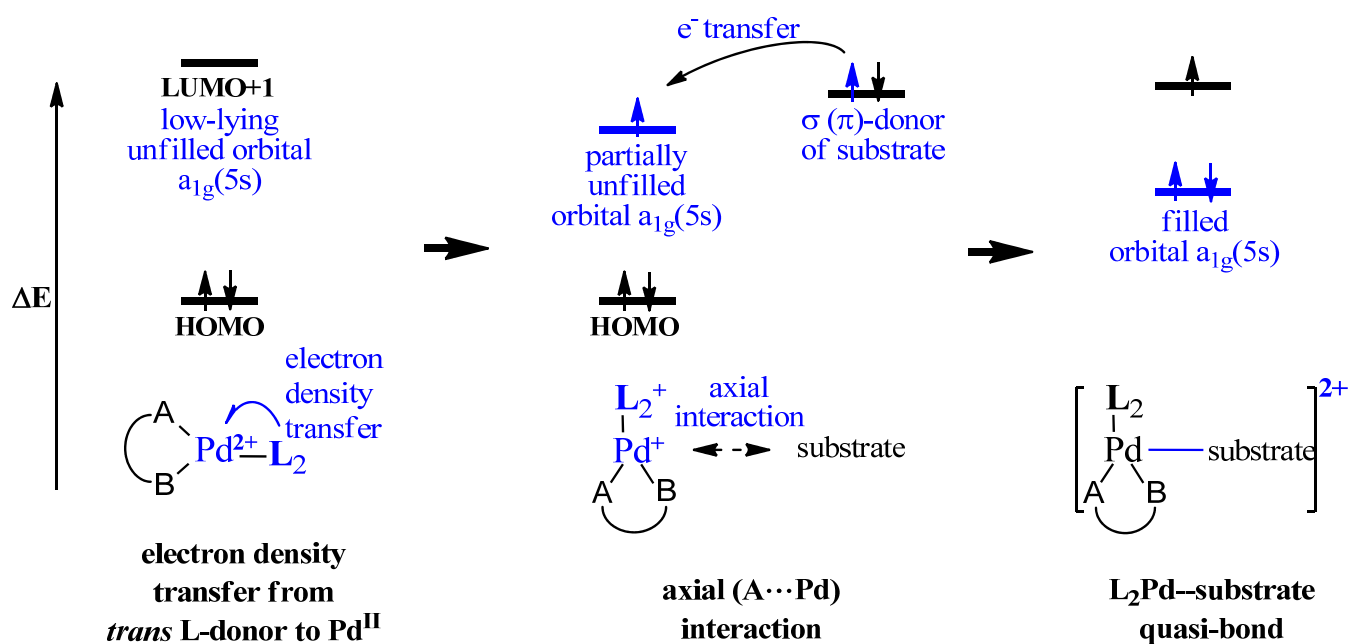 e⁻ transfer
LUMO+1
low-lying
unfilled orbital
a₁g(5s)
partially
unfilled
orbital a₁g(5s)
σ (π)-donor
of substrate
filled
orbital a₁g(5s)
ΔE
HOMO
HOMO
electron
density
transfer
A
B
Pd²⁺
L₂
L₂⁺
axial
interaction
Pd⁺
substrate
A
B
L₂
Pd
substrate
A
B
2+
electron density
transfer from
trans L-donor to Pdᴵᴵ
axial (A···Pd)
interaction
L₂Pd--substrate
quasi-bond